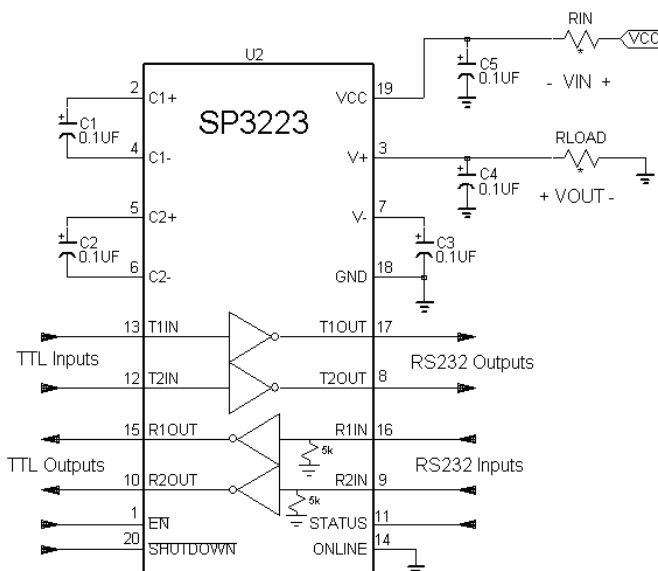 RIN
VCC
U2
C5
0.1UF
- VIN +
2 C1+
VCC 19
SP3223
C1
0.1UF
RLOAD
4 C1-
V+ 3
C4
0.1UF
+ VOUT -
5 C2+
V- 7
C2
0.1UF
C3
0.1UF
6 C2-
GND 18
13 T1IN
T1OUT 17
TTL Inputs
RS232 Outputs
12 T2IN
T2OUT 8
15 R1OUT
R1IN 16
5k
TTL Outputs
RS232 Inputs
10 R2OUT
R2IN 9
5k
1 EN
STATUS 11
20 SHUTDOWN
ONLINE 14